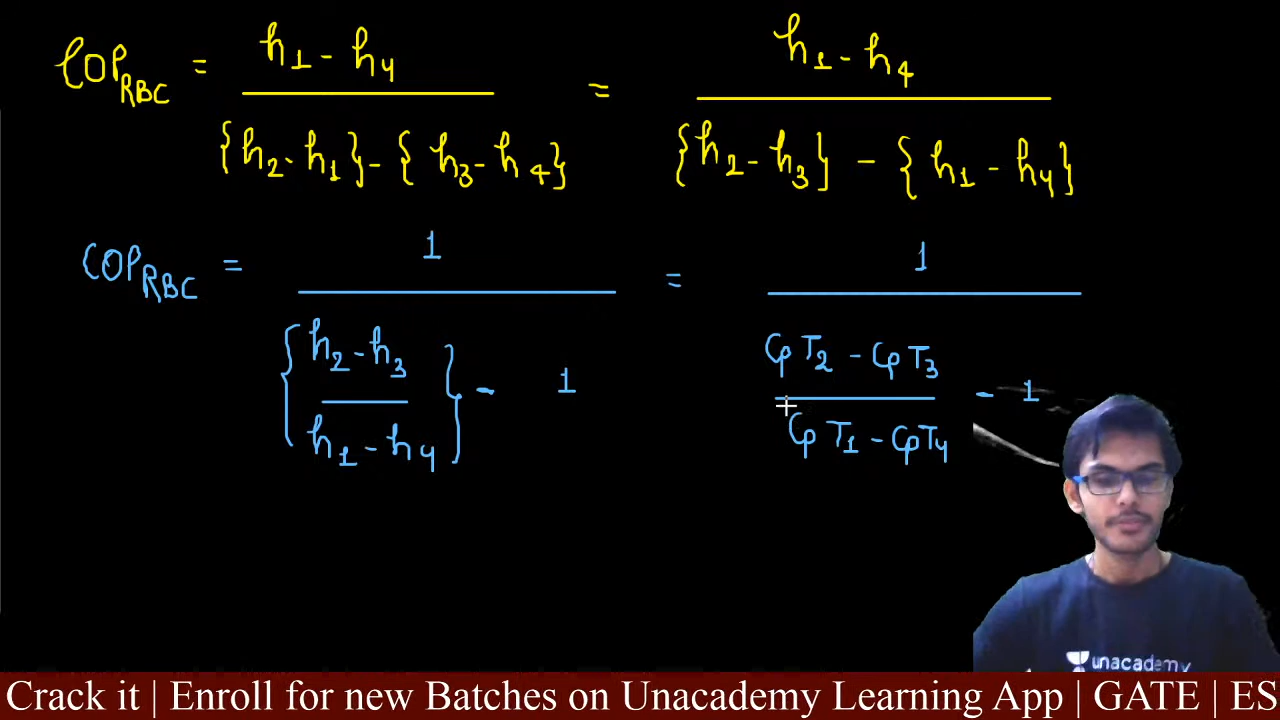 COP_RBC = (h1 - h4) / ({h2 - h1} - {h3 - h4}) = (h1 - h4) / ({h2 - h3} - {h1 - h4})
COP_RBC = 1 / ({(h2 - h3) / (h1 - h4)} - 1) = 1 / ((CpT2 - CpT3) / (CpT1 - CpT4) - 1)
unacademy
Crack it | Enroll for new Batches on Unacademy Learning App | GATE | ES